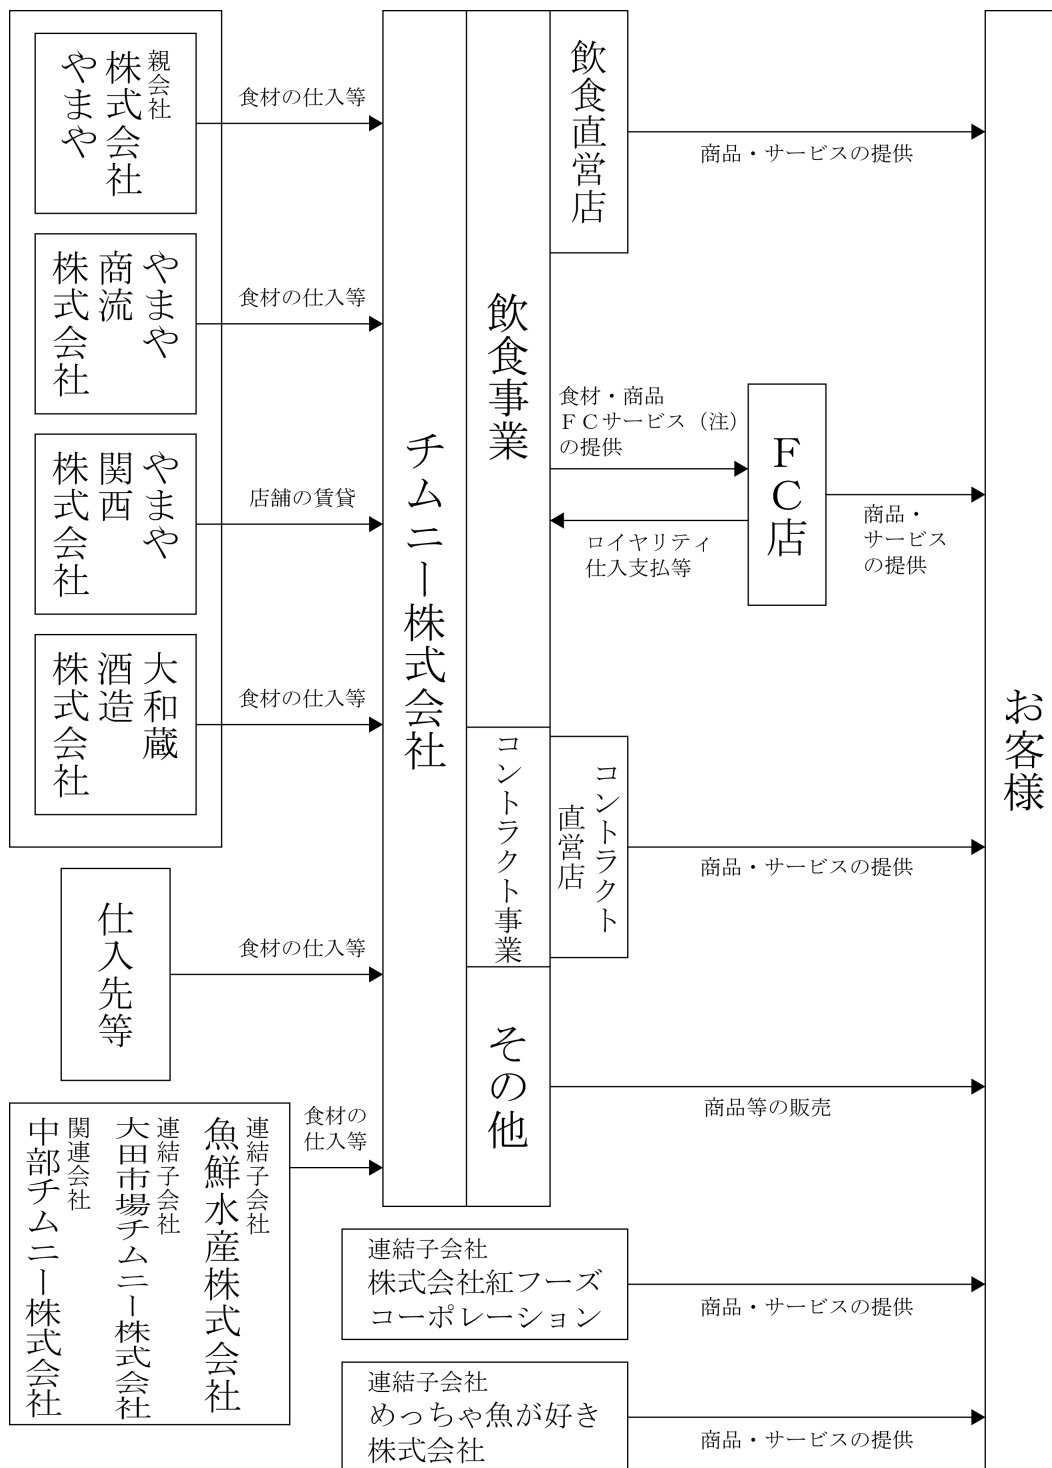 親会社
株式会社
やまや
食材の仕入等
やまや
商流
株式会社
食材の仕入等
やまや
関西
株式会社
店舗の賃貸
大和蔵
酒造
株式会社
食材の仕入等
仕入先等
食材の仕入等
連結子会社
魚鮮水産株式会社
連結子会社
大田市場チムニー株式会社
関連会社
中部チムニー株式会社
食材の
仕入等
チムニー株式会社
飲食事業
コントラクト事業
その他
飲食直営店
商品・サービスの提供
食材・商品
ＦＣサービス（注）
の提供
ロイヤリティ
仕入支払等
ＦＣ店
商品・
サービス
の提供
コントラクト
直営店
商品・サービスの提供
商品等の販売
連結子会社
株式会社紅フーズ
コーポレーション
商品・サービスの提供
連結子会社
めっちゃ魚が好き
株式会社
商品・サービスの提供
お客様